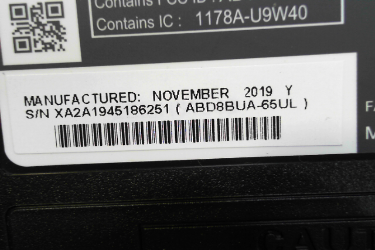 Contains IC : 1178A-U9W40
MANUFACTURED: NOVEMBER 2019 Y
S/N XA2A1945186251 ( ABD8BUA-65UL )